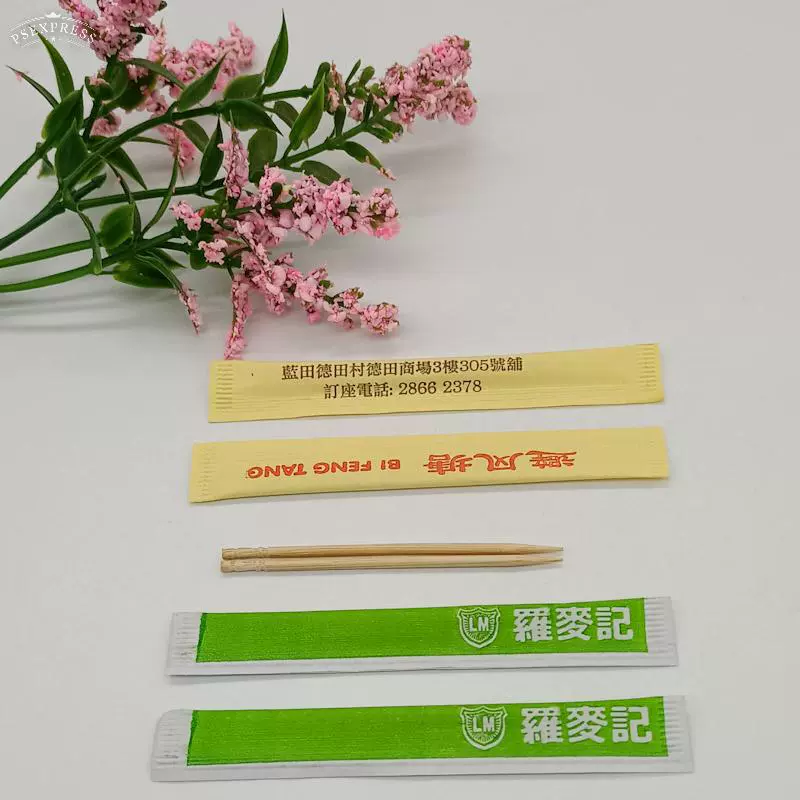 PSEXPRESS
藍田德田村德田商場3樓305號舖
訂座電話: 2866 2378
避风塘 BI FENG TANG
LM 羅麥記
LM 羅麥記